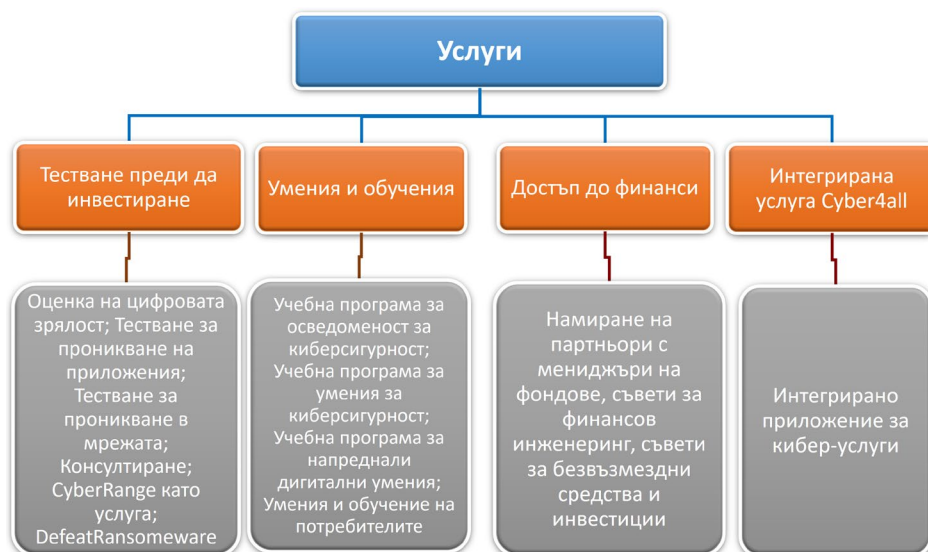 Услуги
Тестване преди да
инвестиране
Умения и обучения
Достъп до финанси
Интегрирана
услуга Cyber4all
Оценка на цифровата
зрялост; Тестване за
проникване на
приложения;
Тестване за
проникване в
мрежата;
Консултиране;
CyberRange като
услуга;
DefeatRansomeware
Учебна програма за
осведоменост за
киберсигурност;
Учебна програма за
умения за
киберсигурност;
Учебна програма за
напреднали
дигитални умения;
Умения и обучение на
потребителите
Намиране на
партньори с
мениджъри на
фондове, съвети за
финансов
инженеринг, съвети
за безвъзмездни
средства и
инвестиции
Интегрирано
приложение за
кибер-услуги